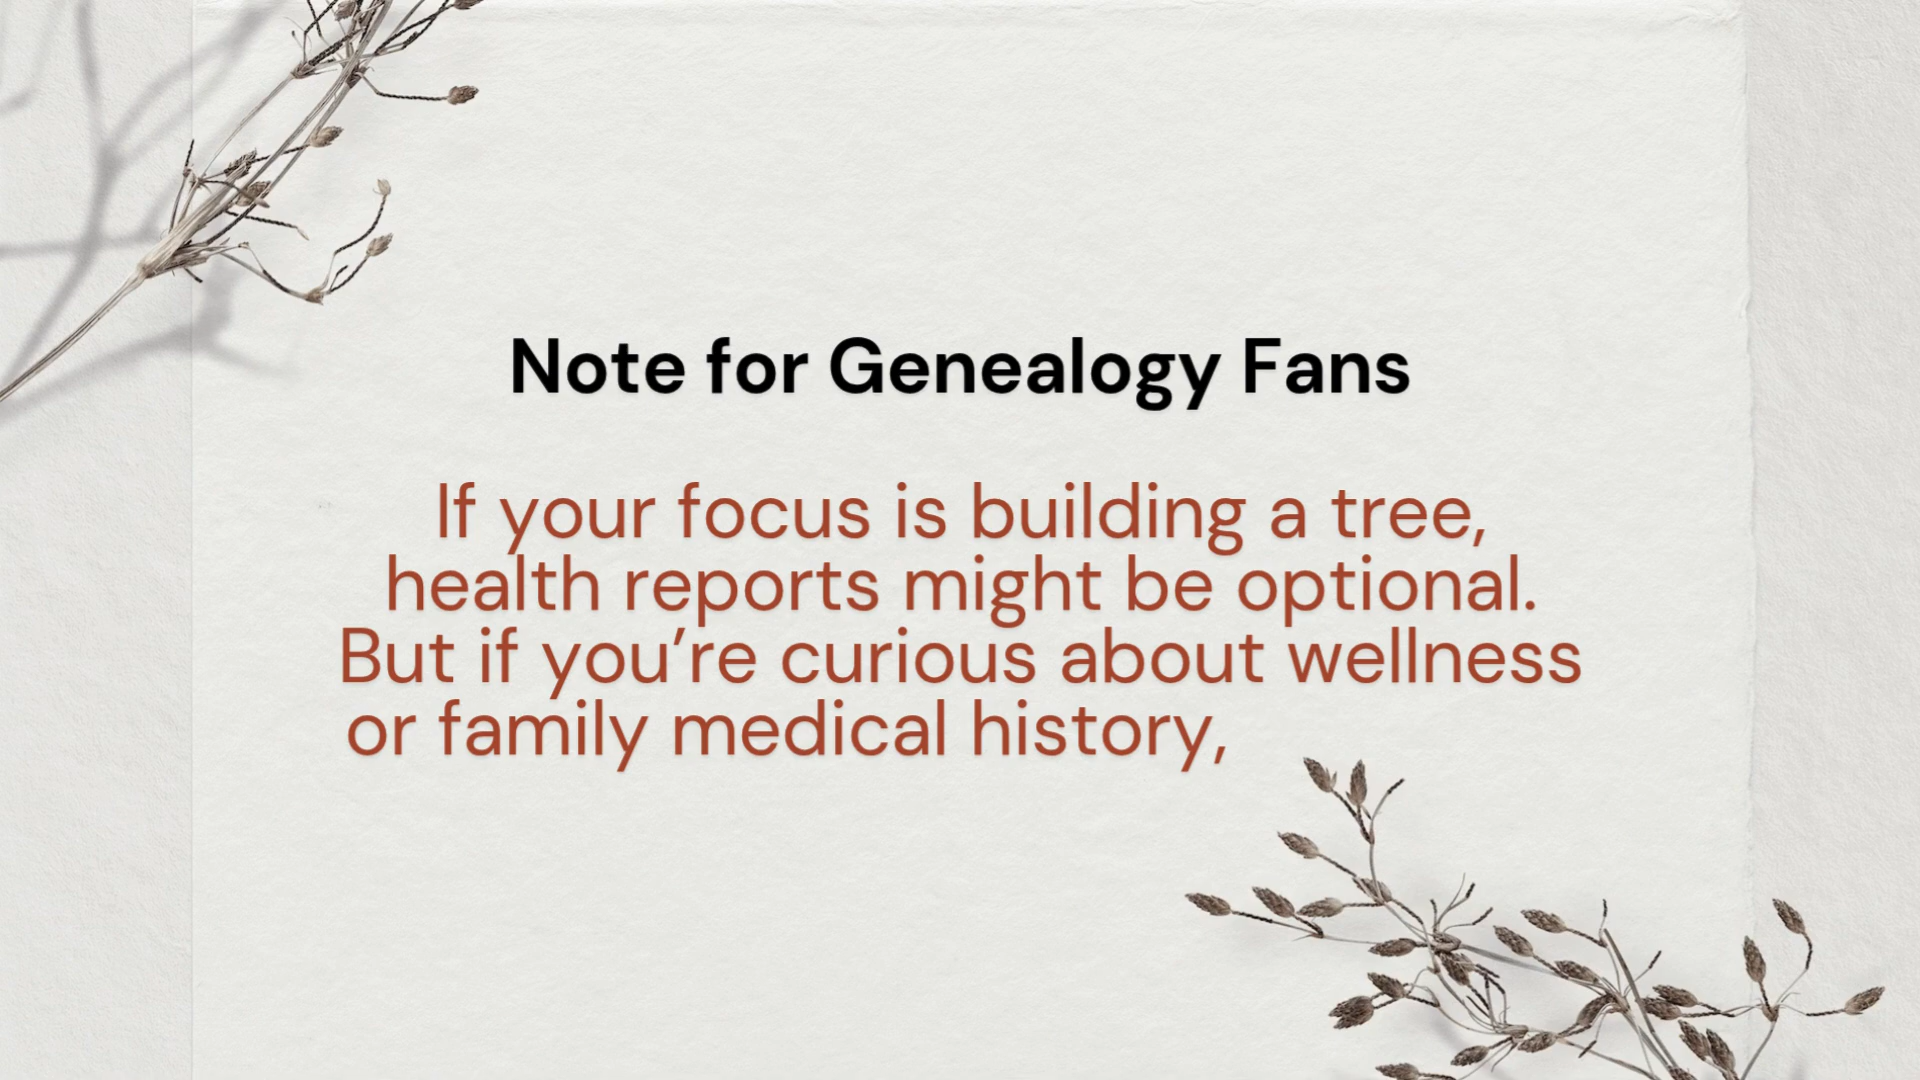 Note for Genealogy Fans
If your focus is building a tree,
health reports might be optional.
But if you’re curious about wellness
or family medical history,